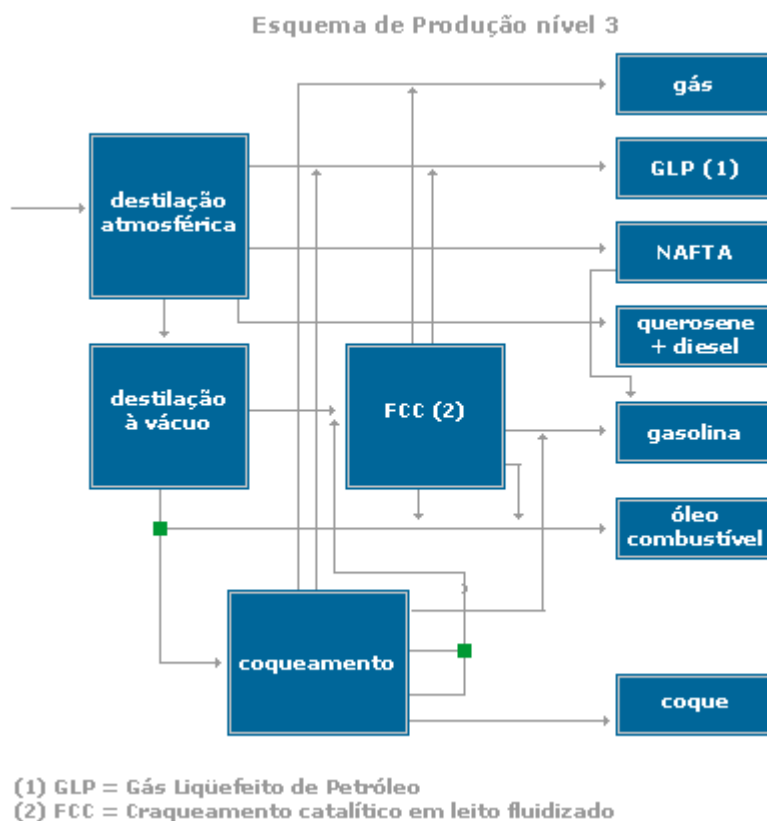 Esquema de Produção nível 3
gás
destilação
atmosférica
GLP (1)
NAFTA
querosene
+ diesel
destilação
à vácuo
FCC (2)
gasolina
óleo
combustível
coqueamento
coque
(1) GLP = Gás Liqüefeito de Petróleo
(2) FCC = Craqueamento catalítico em leito fluidizado